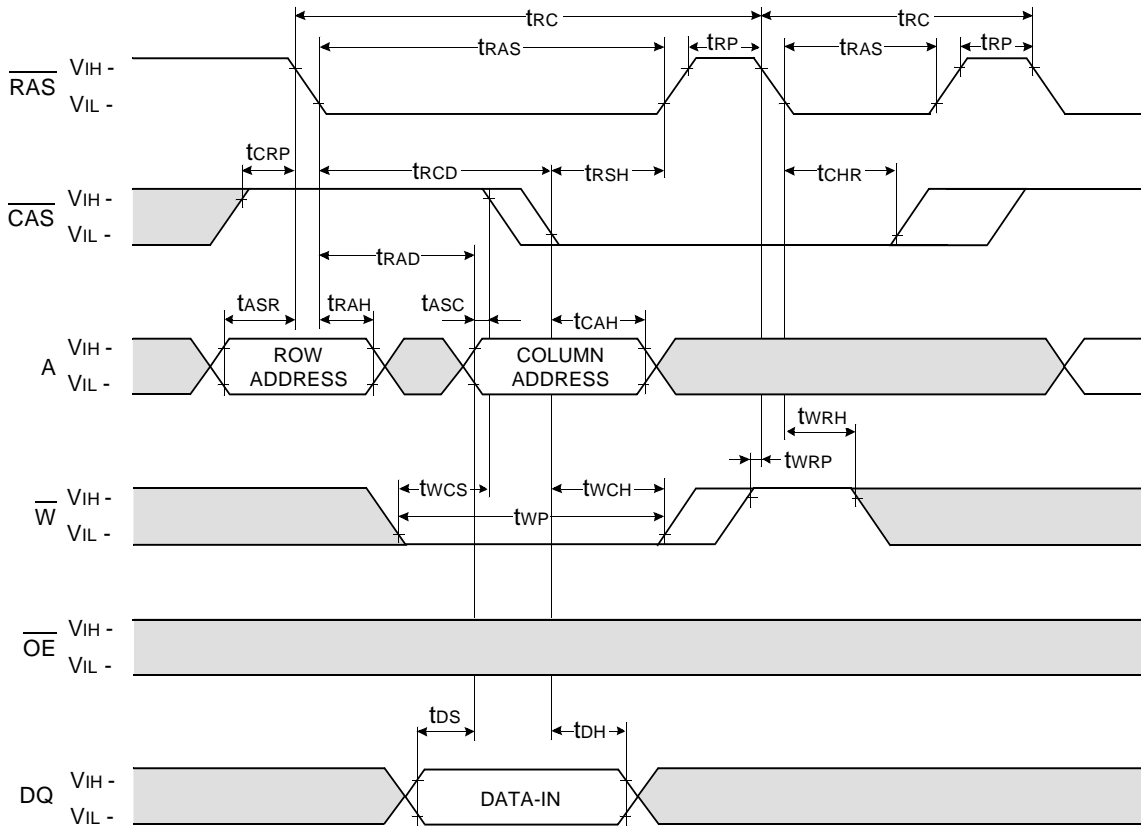 tRC tRC
tRAS tRP tRAS tRP
RAS VIH -
VIL -
tCRP tRCD tRSH tCHR
CAS VIH -
VIL -
tRAD
tASR tRAH tASC tCAH
A VIH -
VIL -
ROW ADDRESS
COLUMN ADDRESS
tWRH
tWRP
tWCS tWCH
W VIH -
VIL -
tWP
OE VIH -
VIL -
tDS tDH
DQ VIH -
VIL -
DATA-IN